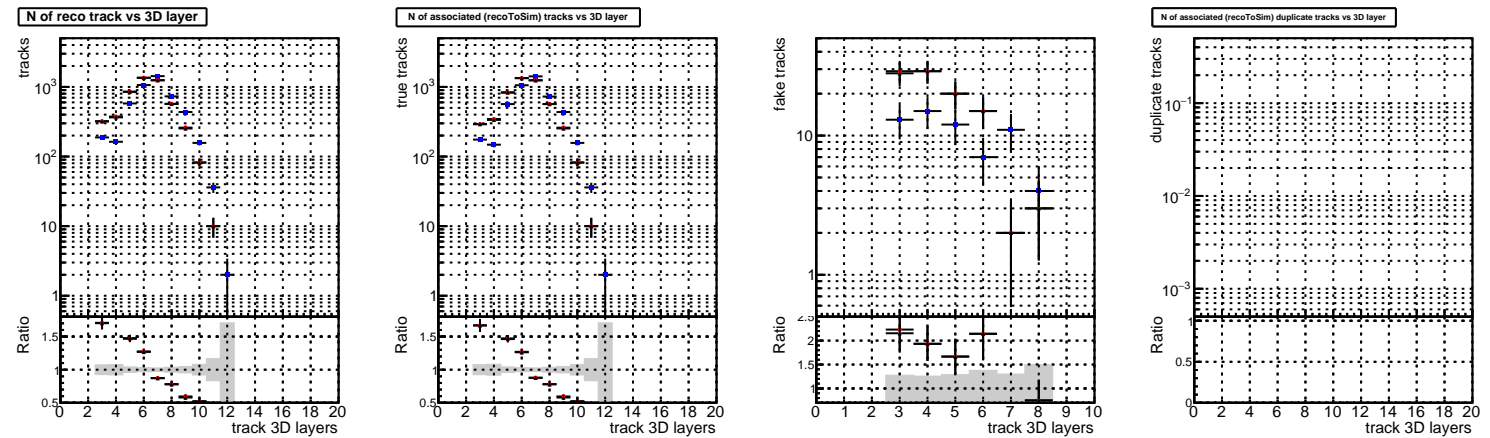 N of reco track vs 3D layer
tracks
10³
10²
10
1
Ratio
1.5
1
0.5
0 2 4 6 8 10 12 14 16 18 20
track 3D layers
N of associated (recoToSim) tracks vs 3D layer
true tracks
10³
10²
10
1
Ratio
1.5
1
0.5
0 2 4 6 8 10 12 14 16 18 20
track 3D layers
fake tracks
10
1
Ratio
2.5
2
1.5
1
0 1 2 3 4 5 6 7 8 9 10
track 3D layers
N of associated (recoToSim) duplicate tracks vs 3D layer
duplicate tracks
10⁻¹
10⁻²
10⁻³
Ratio
1
0.5
0
0 2 4 6 8 10 12 14 16 18 20
track 3D layers